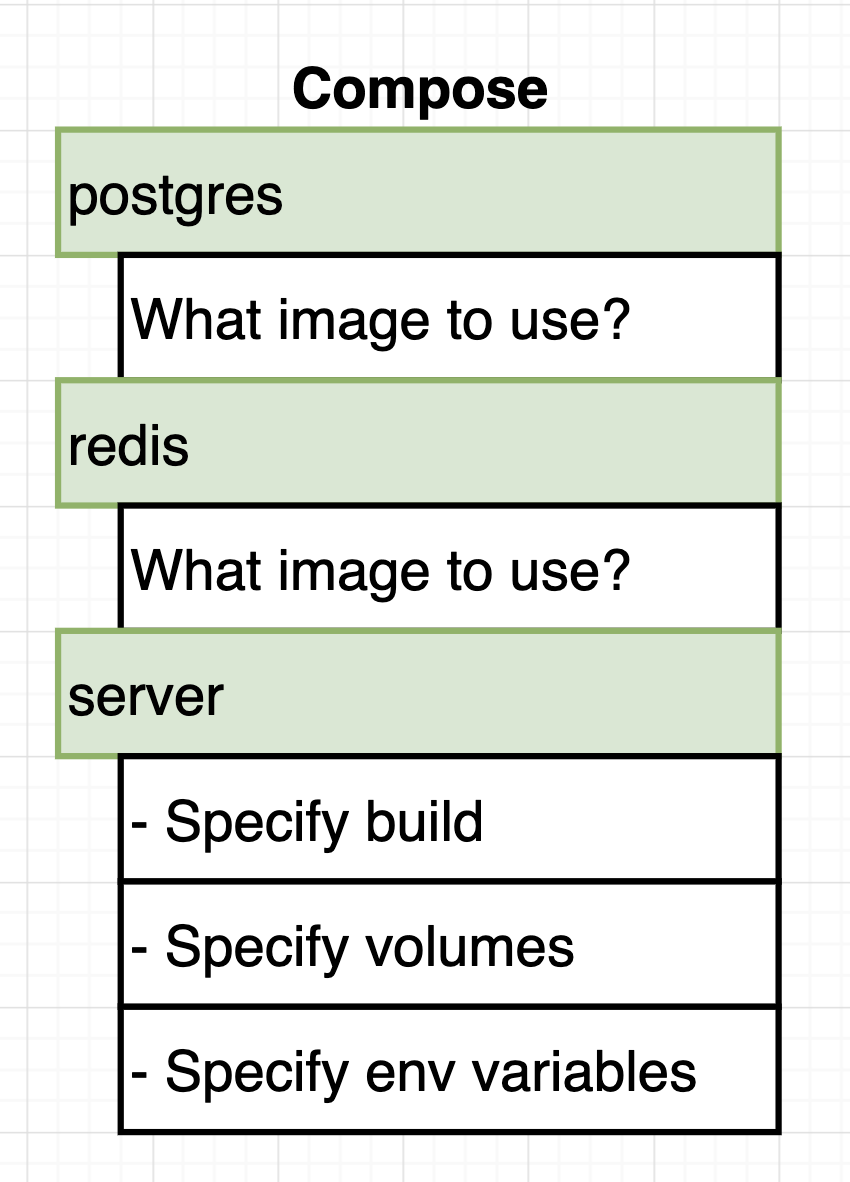 Compose
postgres
What image to use?
redis
What image to use?
server
- Specify build
- Specify volumes
- Specify env variables